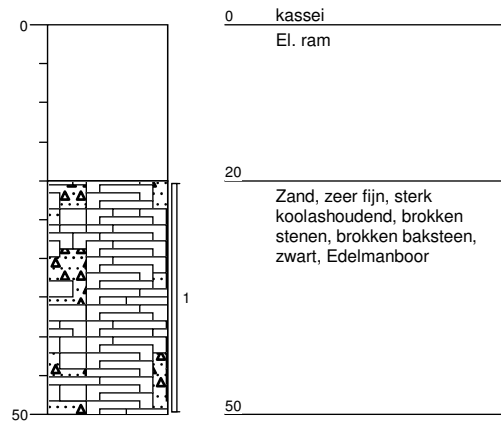 0
0 kassei
El. ram
20
Zand, zeer fijn, sterk
koolashoudend, brokken
stenen, brokken baksteen,
zwart, Edelmanboor
1
50
50